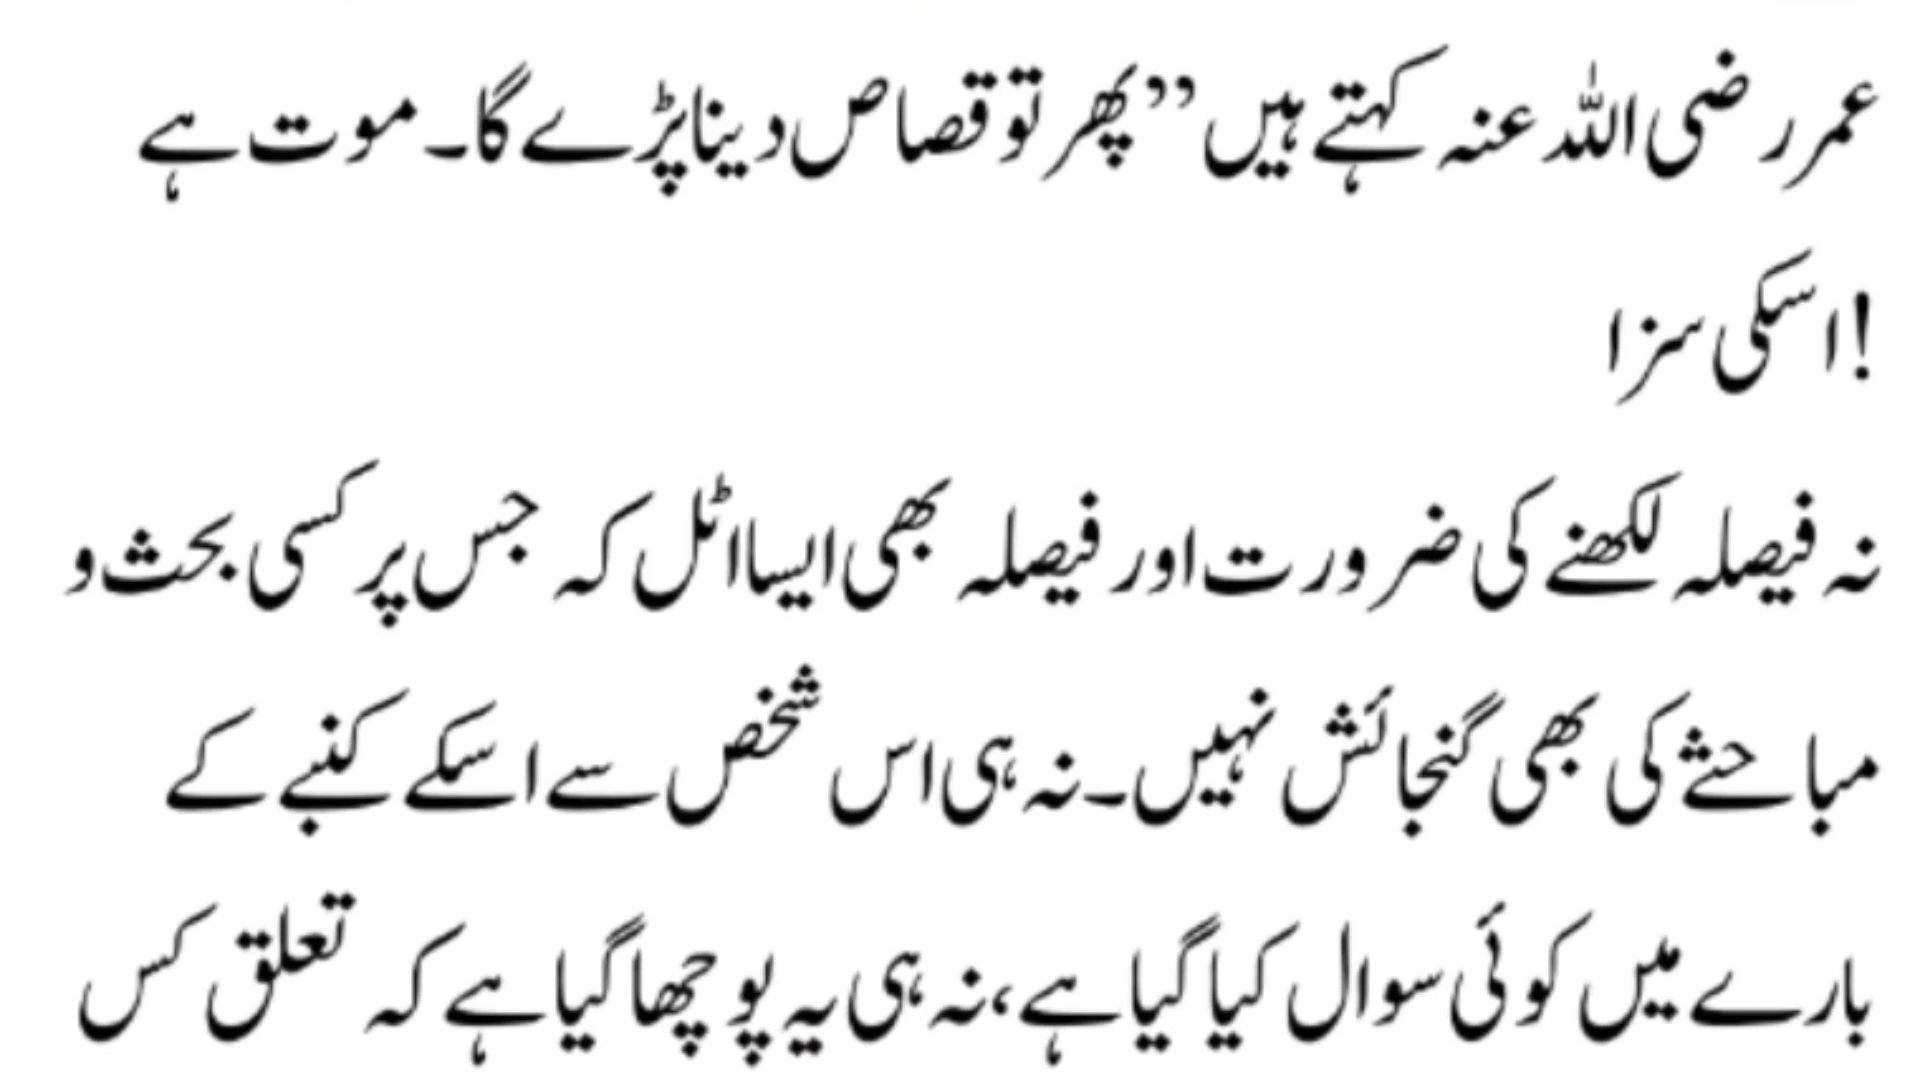 عمر رضی اللہ عنہ کہتے ہیں ”پھر تو قصاص دینا پڑے گا۔ موت ہے
!اسکی سزا
نہ فیصلہ لکھنے کی ضرورت اور فیصلہ بھی ایسا اٹل کہ جس پر کسی بحث و
مباحثے کی بھی گنجائش نہیں۔ نہ ہی اس شخص سے اسکے کنبے کے
بارے میں کوئی سوال کیا گیا ہے، نہ ہی یہ پوچھا گیا ہے کہ تعلق کس